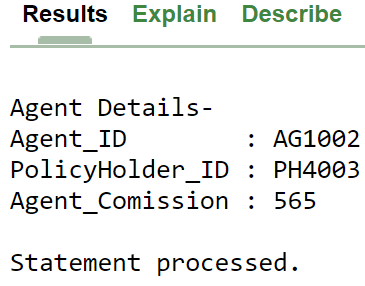 Results Explain Describe
Agent Details-
Agent_ID : AG1002
PolicyHolder_ID : PH4003
Agent_Comission : 565
Statement processed.